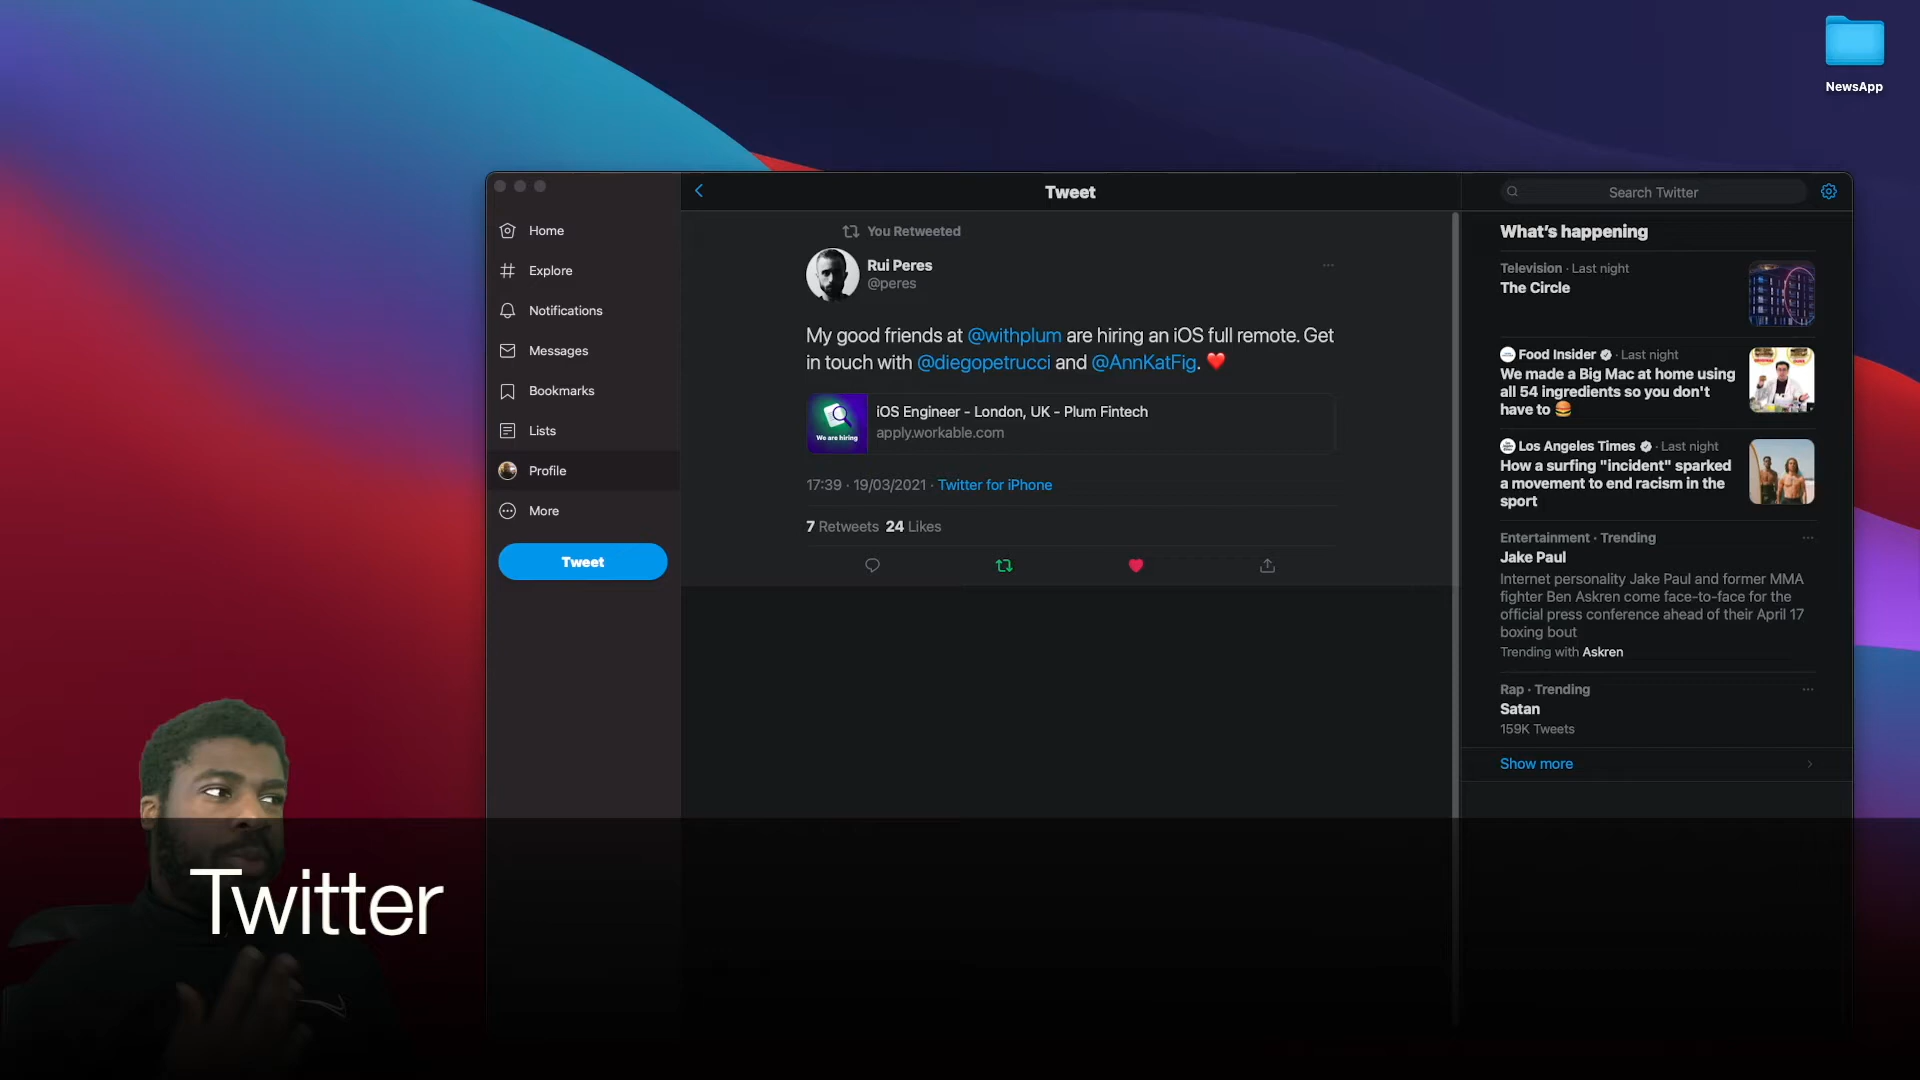 NewsApp
Tweet
Search Twitter
Home
Explore
Notifications
Messages
Bookmarks
Lists
Profile
More
Tweet
You Retweeted
Rui Peres
@peres
My good friends at @withplum are hiring an iOS full remote. Get
in touch with @diegopetrucci and @AnnKatFig. ❤️
We are hiring
iOS Engineer - London, UK - Plum Fintech
apply.workable.com
17:39 · 19/03/2021 · Twitter for iPhone
7 Retweets 24 Likes
What's happening
Television · Last night
The Circle
Food Insider · Last night
We made a Big Mac at home using
all 54 ingredients so you don't
have to 🍔
Los Angeles Times · Last night
How a surfing "incident" sparked
a movement to end racism in the
sport
Entertainment · Trending
Jake Paul
Internet personality Jake Paul and former MMA
fighter Ben Askren come face-to-face for the
official press conference ahead of their April 17
boxing bout
Trending with Askren
Rap · Trending
Satan
159K Tweets
Show more
Twitter